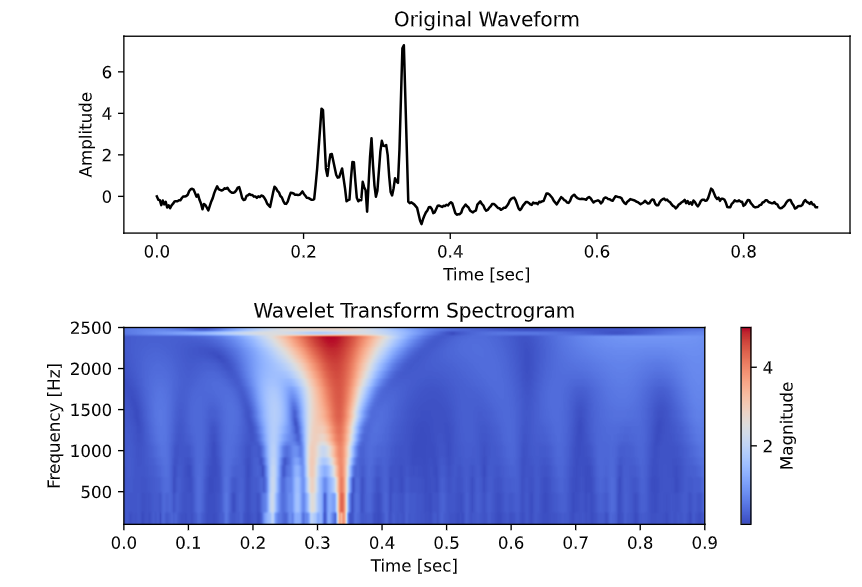 Original Waveform
6
4
2
0
Amplitude
0.0 0.2 0.4 0.6 0.8
Time [sec]
Wavelet Transform Spectrogram
2500
2000
1500
1000
500
Frequency [Hz]
0.0 0.1 0.2 0.3 0.4 0.5 0.6 0.7 0.8 0.9
Time [sec]
4
2
Magnitude